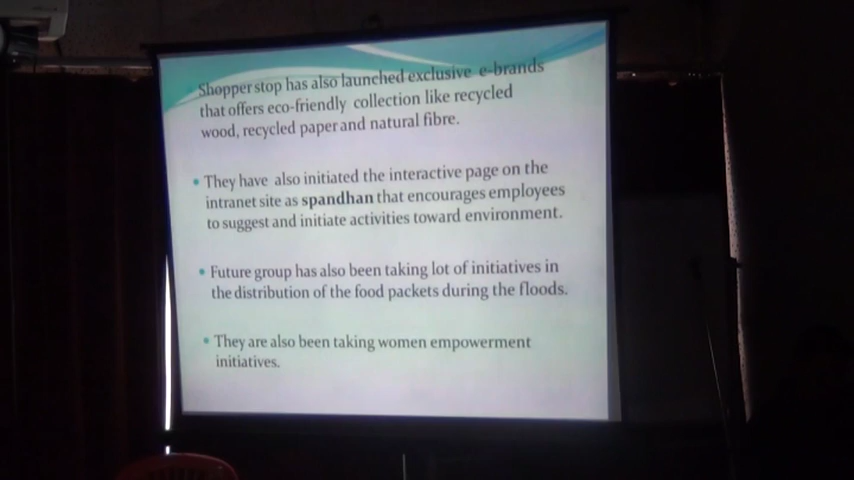 Shopper stop has also launched exclusive e-brands
that offers eco-friendly collection like recycled
wood, recycled paper and natural fibre.
• They have also initiated the interactive page on the
intranet site as spandhan that encourages employees
to suggest and initiate activities toward environment.
• Future group has also been taking lot of initiatives in
the distribution of the food packets during the floods.
• They are also been taking women empowerment
initiatives.